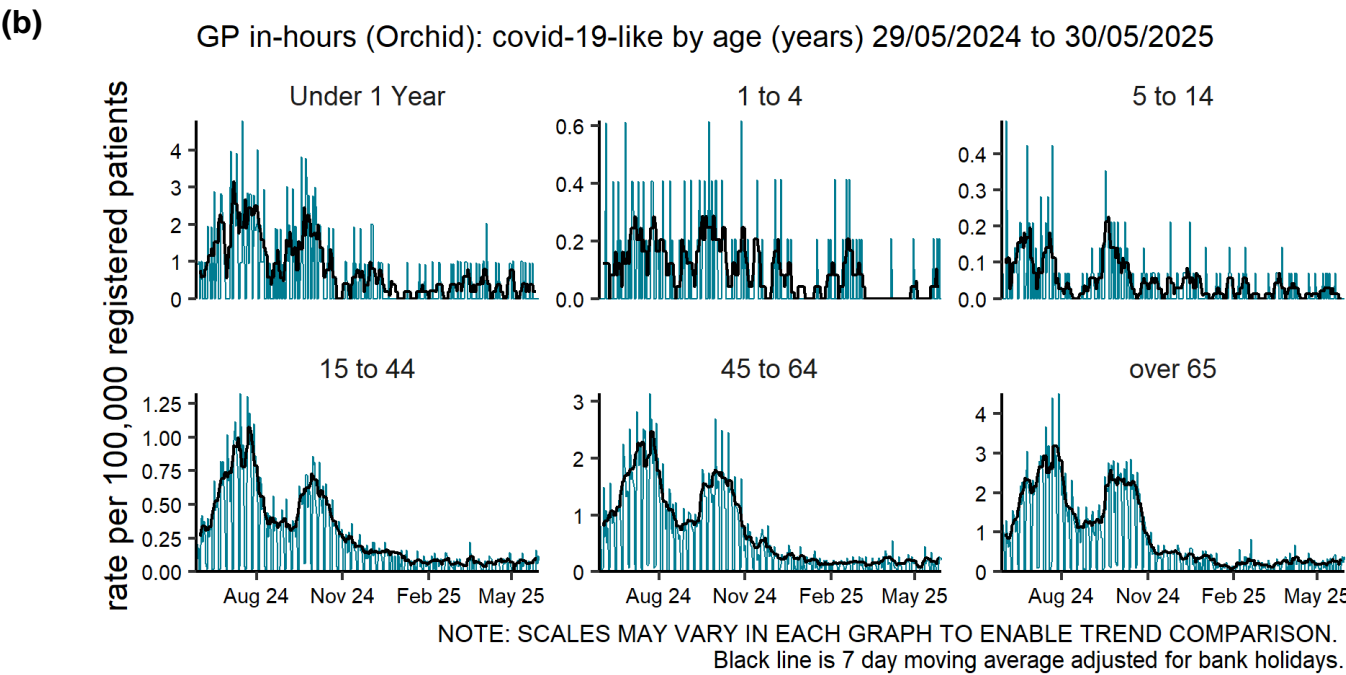 (b)
GP in-hours (Orchid): covid-19-like by age (years) 29/05/2024 to 30/05/2025
rate per 100,000 registered patients
Under 1 Year
4
3
2
1
0
1 to 4
0.6
0.4
0.2
0.0
5 to 14
0.4
0.3
0.2
0.1
0.0
15 to 44
1.25
1.00
0.75
0.50
0.25
0.00
Aug 24 Nov 24 Feb 25 May 25
45 to 64
3
2
1
0
Aug 24 Nov 24 Feb 25 May 25
over 65
4
3
2
1
0
Aug 24 Nov 24 Feb 25 May 25
NOTE: SCALES MAY VARY IN EACH GRAPH TO ENABLE TREND COMPARISON.
Black line is 7 day moving average adjusted for bank holidays.